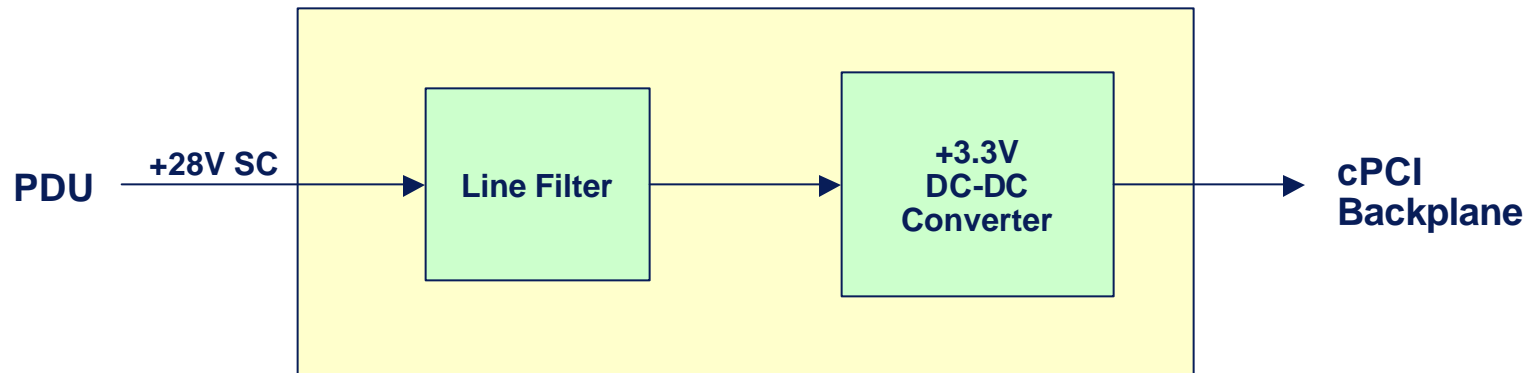 PDU
+28V SC
Line Filter
+3.3V
DC-DC
Converter
cPCI
Backplane